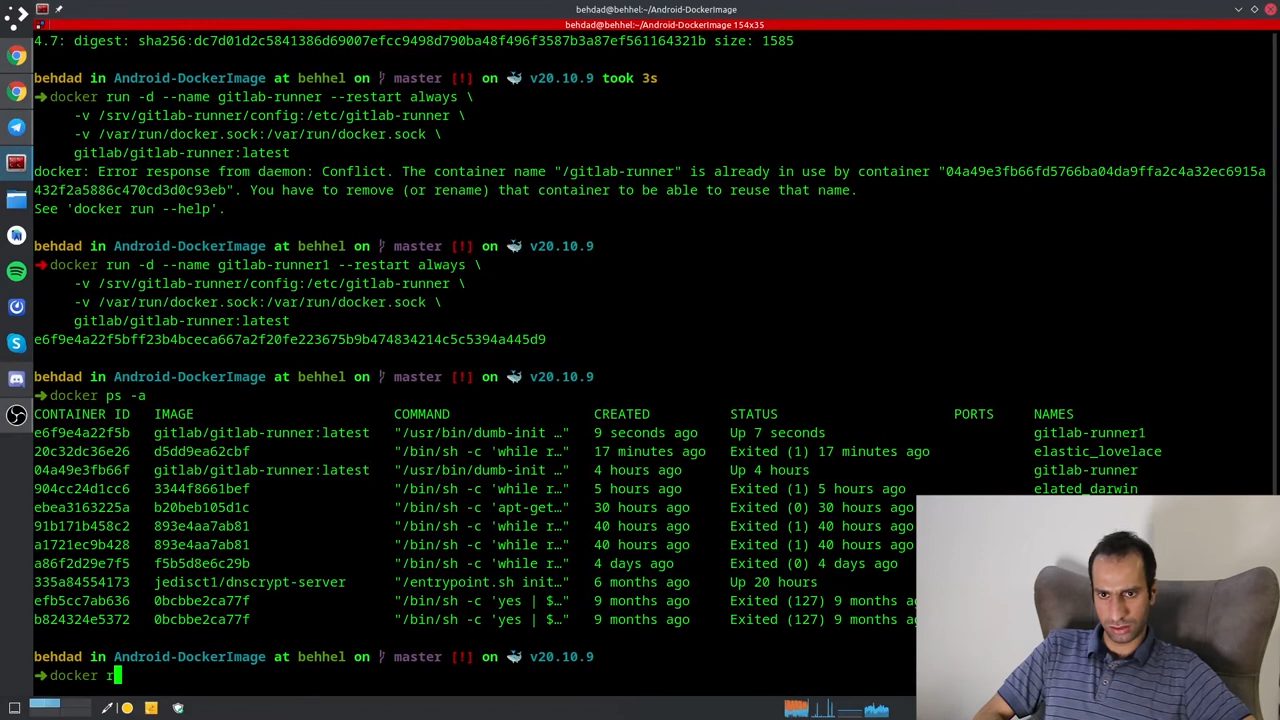 behdad@behhel:~/Android-DockerImage
behdad@behhel:~/Android-DockerImage 154x35
4.7: digest: sha256:dc7d01d2c5841386d69007efcc9498d790ba48f496f3587b3a87ef561164321b size: 1585
behdad in Android-DockerImage at behhel on master [!] on v20.10.9 took 3s
➜docker run -d --name gitlab-runner --restart always \
-v /srv/gitlab-runner/config:/etc/gitlab-runner \
-v /var/run/docker.sock:/var/run/docker.sock \
gitlab/gitlab-runner:latest
docker: Error response from daemon: Conflict. The container name "/gitlab-runner" is already in use by container "04a49e3fb66fd5766ba04da9ffa2c4a32ec6915a
432f2a5886c470cd3d0c93eb". You have to remove (or rename) that container to be able to reuse that name.
See 'docker run --help'.
behdad in Android-DockerImage at behhel on master [!] on v20.10.9
➜docker run -d --name gitlab-runner1 --restart always \
-v /srv/gitlab-runner/config:/etc/gitlab-runner \
-v /var/run/docker.sock:/var/run/docker.sock \
gitlab/gitlab-runner:latest
e6f9e4a22f5bff23b4bceca667a2f20fe223675b9b474834214c5c5394a445d9
behdad in Android-DockerImage at behhel on master [!] on v20.10.9
➜docker ps -a
CONTAINER ID IMAGE COMMAND CREATED STATUS PORTS NAMES
e6f9e4a22f5b gitlab/gitlab-runner:latest "/usr/bin/dumb-init …" 9 seconds ago Up 7 seconds gitlab-runner1
20c32dc36e26 d5dd9ea62cbf "/bin/sh -c 'while r…" 17 minutes ago Exited (1) 17 minutes ago elastic_lovelace
04a49e3fb66f gitlab/gitlab-runner:latest "/usr/bin/dumb-init …" 4 hours ago Up 4 hours gitlab-runner
904cc24d1cc6 3344f8661bef "/bin/sh -c 'while r…" 5 hours ago Exited (1) 5 hours ago elated_darwin
ebea3163225a b20beb105d1c "/bin/sh -c 'apt-get…" 30 hours ago Exited (0) 30 hours ago
91b171b458c2 893e4aa7ab81 "/bin/sh -c 'while r…" 40 hours ago Exited (1) 40 hours ago
a1721ec9b428 893e4aa7ab81 "/bin/sh -c 'while r…" 40 hours ago Exited (1) 40 hours ago
a86f2d29e7f5 f5b5d8e6c29b "/bin/sh -c 'while r…" 4 days ago Exited (0) 4 days ago
335a84554173 jedisct1/dnscrypt-server "/entrypoint.sh init…" 6 months ago Up 20 hours
efb5cc7ab636 0bcbbe2ca77f "/bin/sh -c 'yes | $…" 9 months ago Exited (127) 9 months
b824324e5372 0bcbbe2ca77f "/bin/sh -c 'yes | $…" 9 months ago Exited (127) 9 months
behdad in Android-DockerImage at behhel on master [!] on v20.10.9
➜docker r